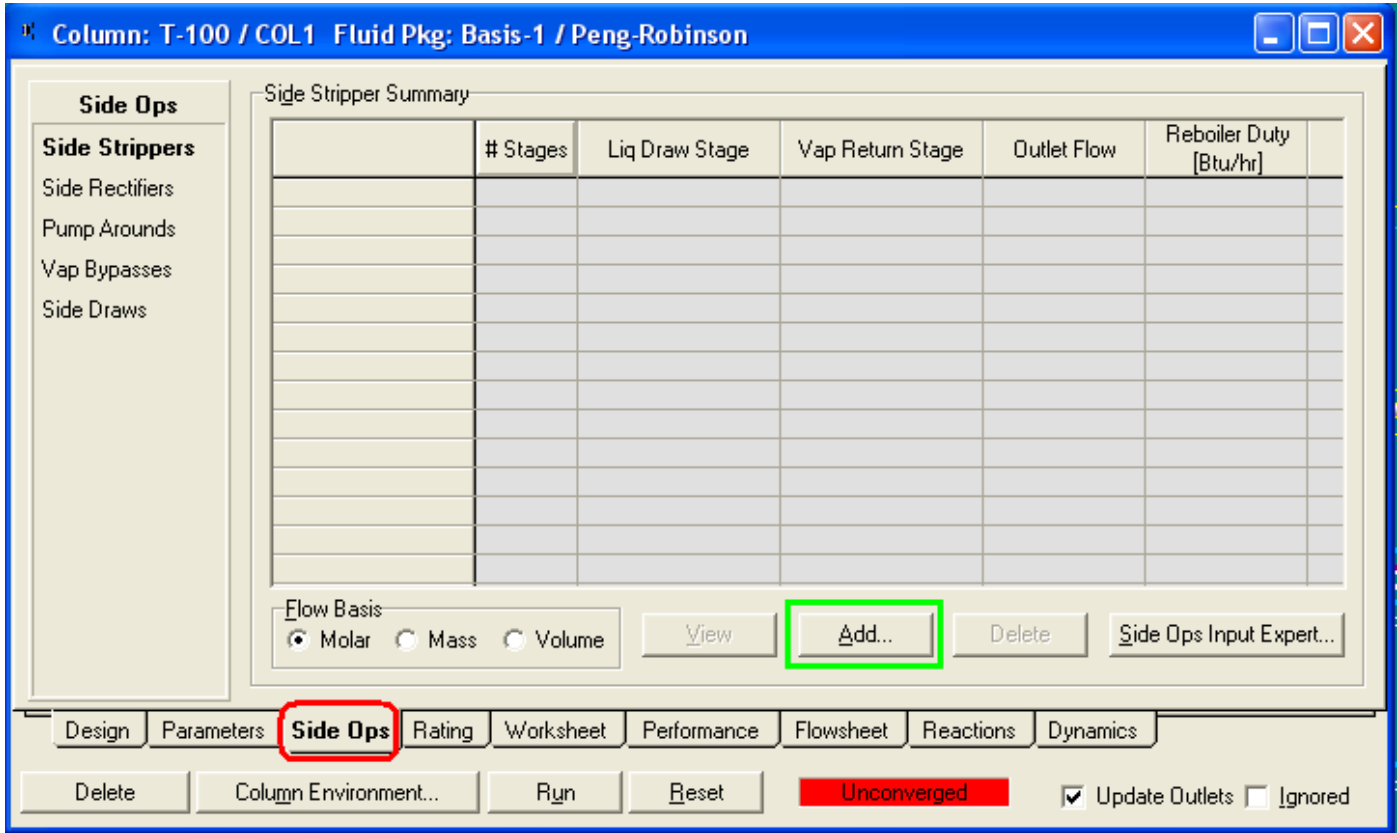 Column: T-100 / COL1 Fluid Pkg: Basis-1 / Peng-Robinson
Side Ops
Side Strippers
Side Rectifiers
Pump Arounds
Vap Bypasses
Side Draws
Side Stripper Summary
# Stages Liq Draw Stage Vap Return Stage Outlet Flow Reboiler Duty
[Btu/hr]
Flow Basis
Molar Mass Volume
View Add... Delete Side Ops Input Expert...
Design Parameters Side Ops Rating Worksheet Performance Flowsheet Reactions Dynamics
Delete Column Environment... Run Reset Unconverged Update Outlets Ignored